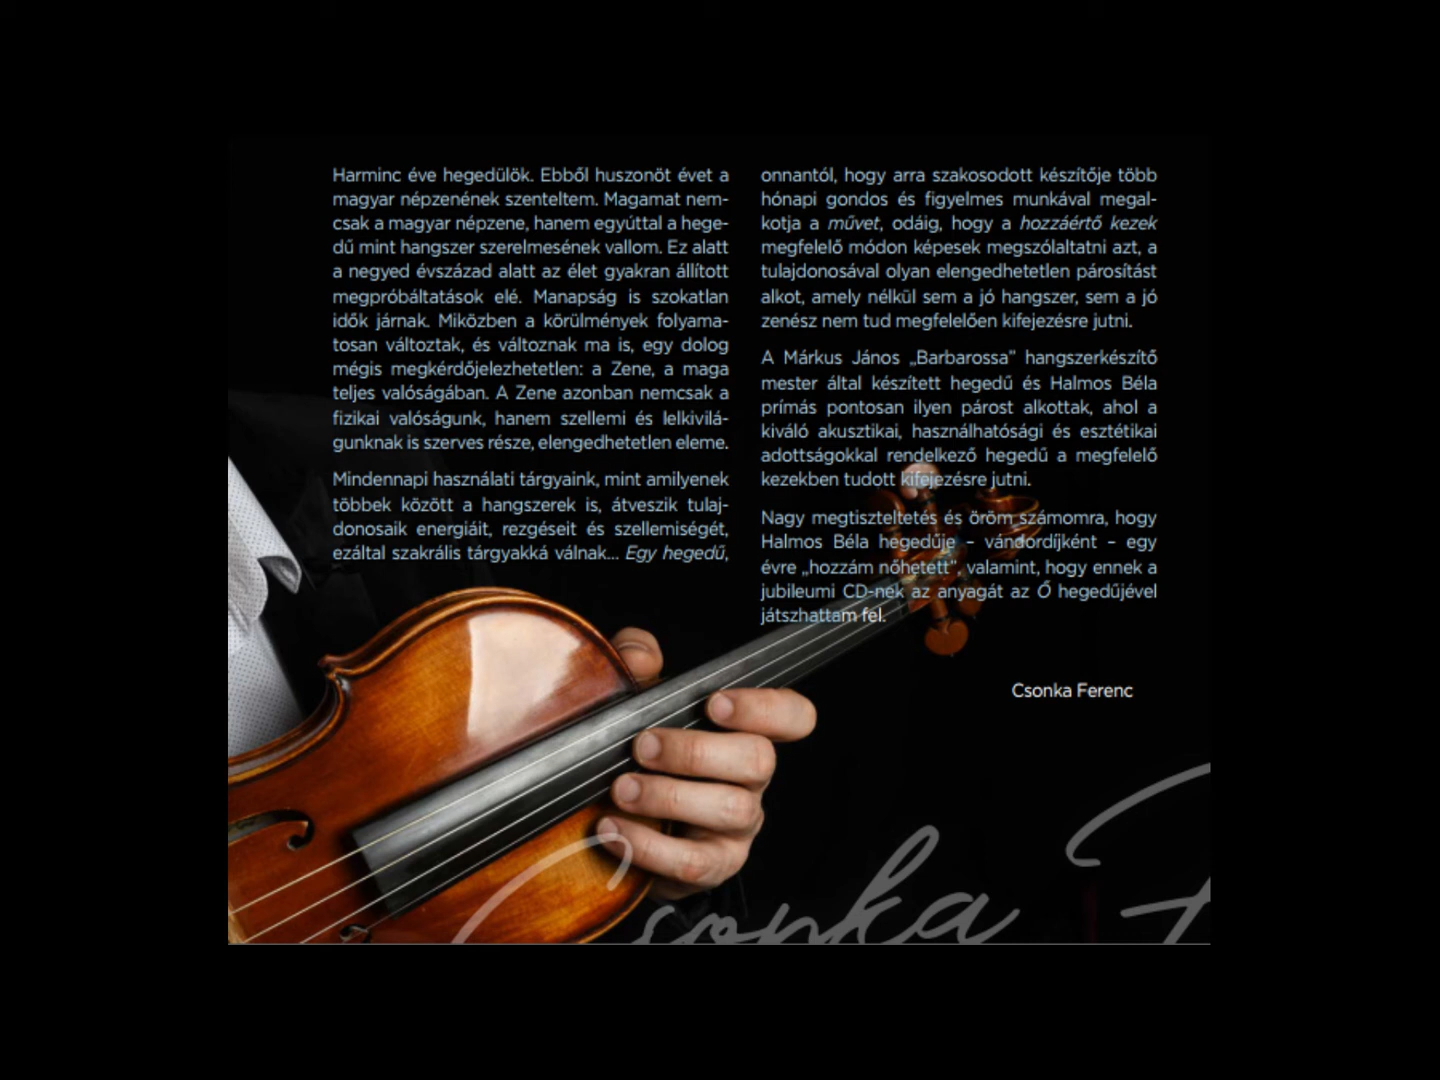 Harminc éve hegedülök. Ebből huszonöt évet a
magyar népzenének szenteltem. Magamat nem-
csak a magyar népzene, hanem egyúttal a hege-
dű mint hangszer szerelmesének vallom. Ez alatt
a negyed évszázad alatt az élet gyakran állított
megpróbáltatások elé. Manapság is szokatlan
idők járnak. Miközben a körülmények folyama-
tosan változtak, és változnak ma is, egy dolog
mégis megkérdőjelezhetetlen: a Zene, a maga
teljes valóságában. A Zene azonban nemcsak a
fizikai valóságunk, hanem szellemi és lelkivilá-
gunknak is szerves része, elengedhetetlen eleme.
Mindennapi használati tárgyaink, mint amilyenek
többek között a hangszerek is, átveszik tulaj-
donosaik energiáit, rezgéseit és szellemiségét,
ezáltal szakrális tárgyakká válnak... Egy hegedű,
onnantól, hogy arra szakosodott készítője több
hónapi gondos és figyelmes munkával megal-
kotja a művet, odáig, hogy a hozzáértő kezek
megfelelő módon képesek megszólaltatni azt, a
tulajdonosával olyan elengedhetetlen párosítást
alkot, amely nélkül sem a jó hangszer, sem a jó
zenész nem tud megfelelően kifejezésre jutni.
A Márkus János „Barbarossa” hangszerkészítő
mester által készített hegedű és Halmos Béla
prímás pontosan ilyen párost alkottak, ahol a
kiváló akusztikai, használhatósági és esztétikai
adottságokkal rendelkező hegedű a megfelelő
kezekben tudott kifejezésre jutni.
Nagy megtiszteltetés és öröm számomra, hogy
Halmos Béla hegedűje – vándordíjként – egy
évre „hozzám nőhetett”, valamint, hogy ennek a
jubileumi CD-nek az anyagát az Ő hegedűjével
játszhattam fel.
Csonka Ferenc
Csonka F